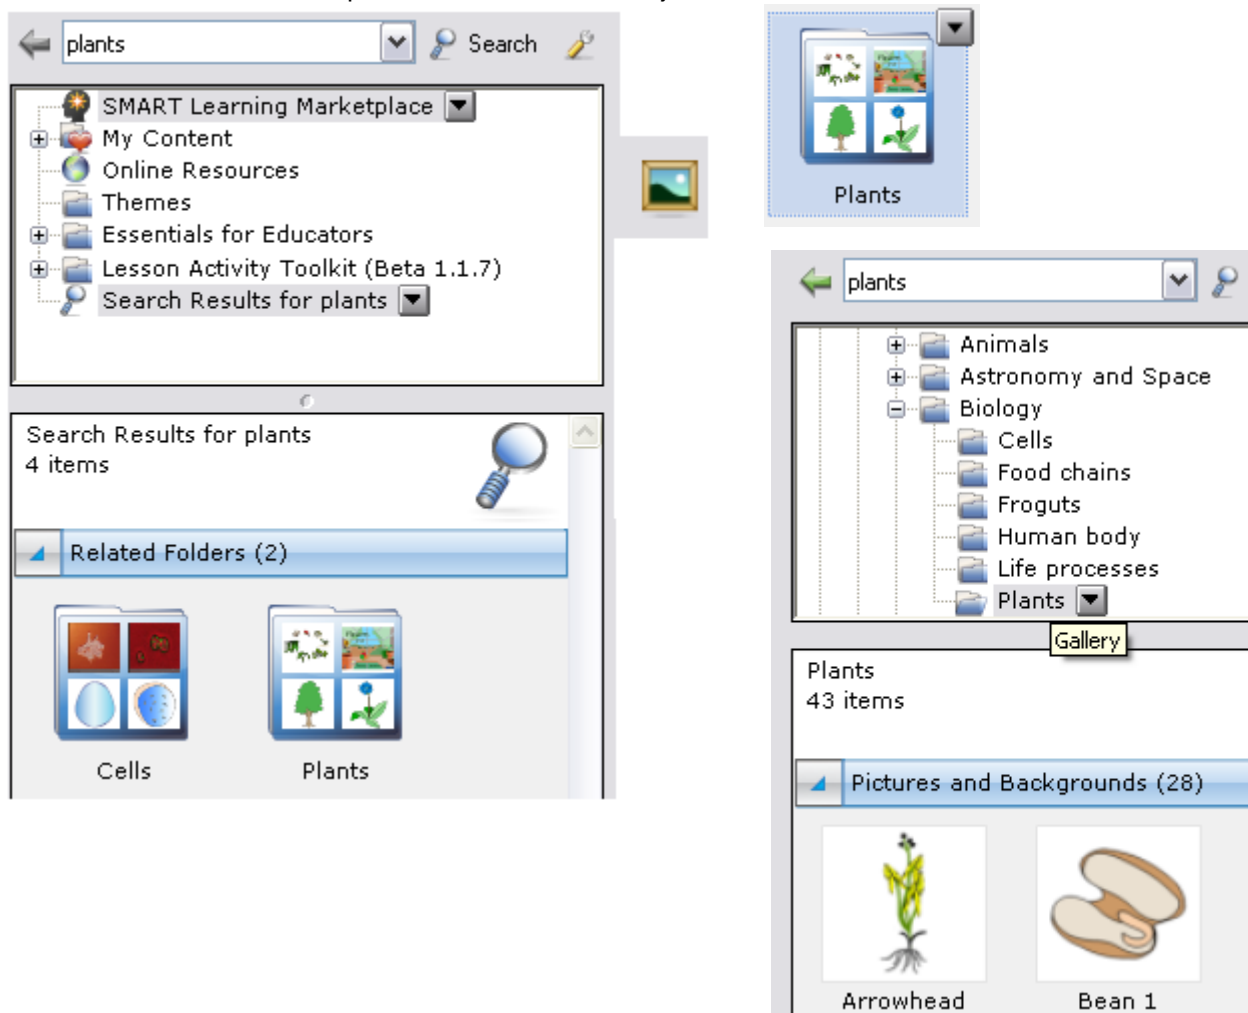 plants
Search
SMART Learning Marketplace
My Content
Online Resources
Themes
Essentials for Educators
Lesson Activity Toolkit (Beta 1.1.7)
Search Results for plants
Search Results for plants
4 items
Related Folders (2)
Cells
Plants
Plants
plants
Animals
Astronomy and Space
Biology
Cells
Food chains
Froguts
Human body
Life processes
Plants
Gallery
Plants
43 items
Pictures and Backgrounds (28)
Arrowhead
Bean 1